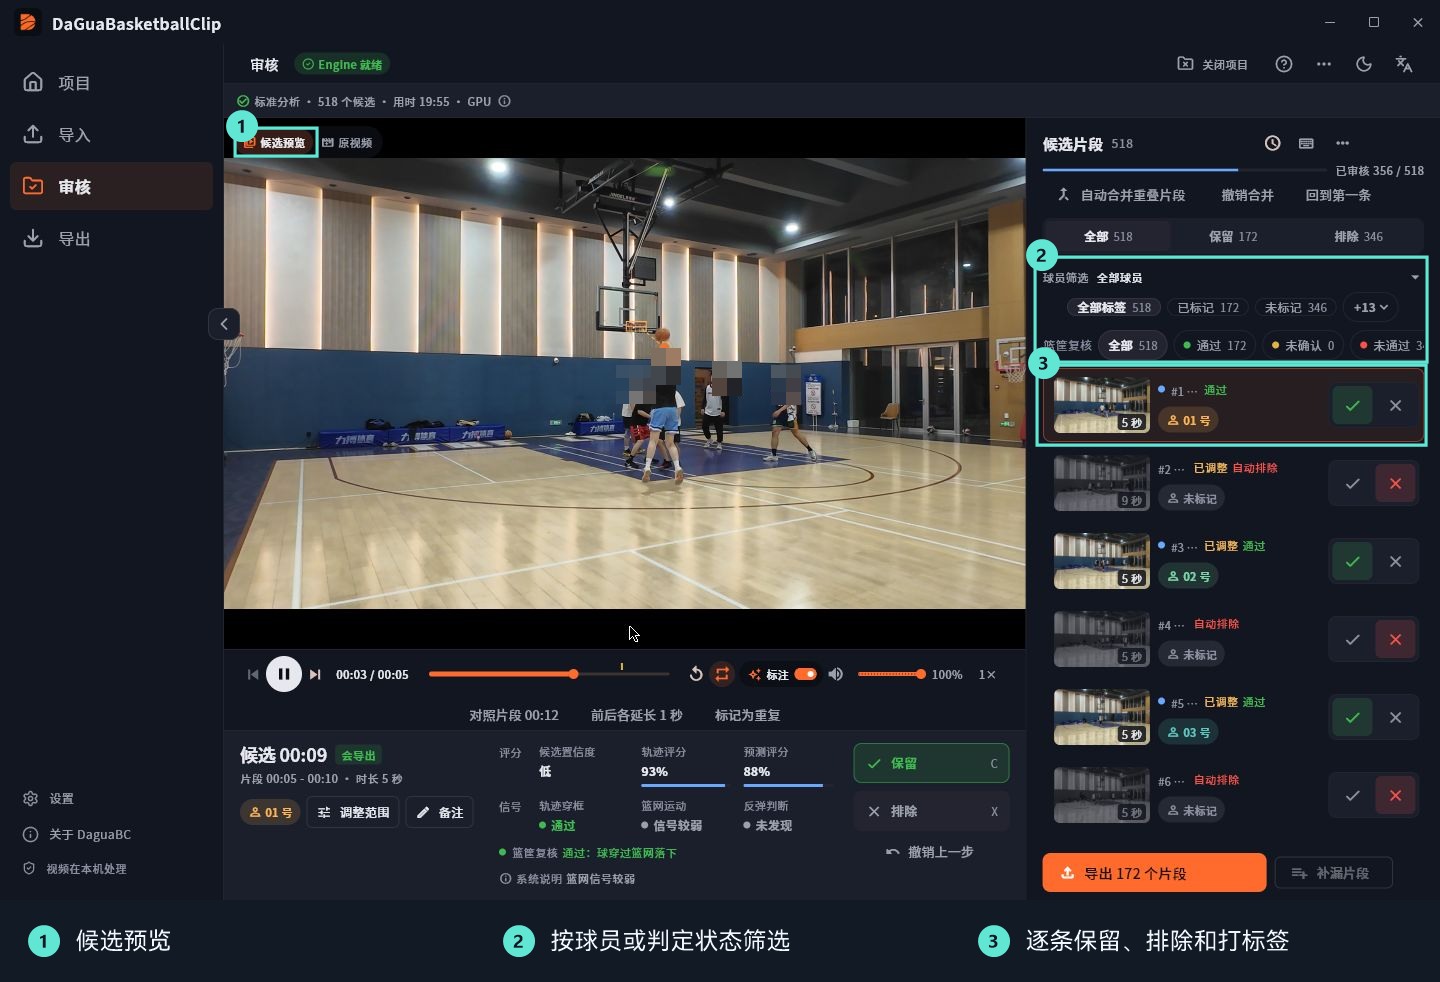 DaGuaBasketballClip
项目
导入
审核
导出
设置
关于 DaguaBC
视频在本机处理
审核
Engine 就绪
关闭项目
标准分析 • 518 个候选 • 用时 19:55 • GPU
1
候选预览
原视频
力搏体育
00:03 / 00:05
标注
100%
1×
对照片段 00:12
前后各延长 1 秒
标记为重复
候选 00:09
会导出
片段 00:05 - 00:10 • 时长 5 秒
01 号
调整范围
备注
评分
候选置信度
低
轨迹评分
93%
预测评分
88%
信号
轨迹穿框
通过
篮网运动
信号较弱
反弹判断
未发现
篮筐复核 通过：球穿过篮网落下
系统说明 篮网信号较弱
保留 C
排除 X
撤销上一步
候选片段 518
已审核 356 / 518
自动合并重叠片段
撤销合并
回到第一条
全部 518
保留 172
排除 346
2
球员筛选 全部球员
全部标签 518
已标记 172
未标记 346
+13
篮筐复核
全部 518
通过 172
未确认 0
未通过
3
#1 ··· 通过
5 秒
01 号
#2 ··· 已调整 自动排除
9 秒
未标记
#3 ··· 已调整 通过
5 秒
02 号
#4 ··· 自动排除
5 秒
未标记
#5 ··· 已调整 通过
5 秒
03 号
#6 ··· 自动排除
5 秒
未标记
导出 172 个片段
补漏片段
1 候选预览
2 按球员或判定状态筛选
3 逐条保留、排除和打标签